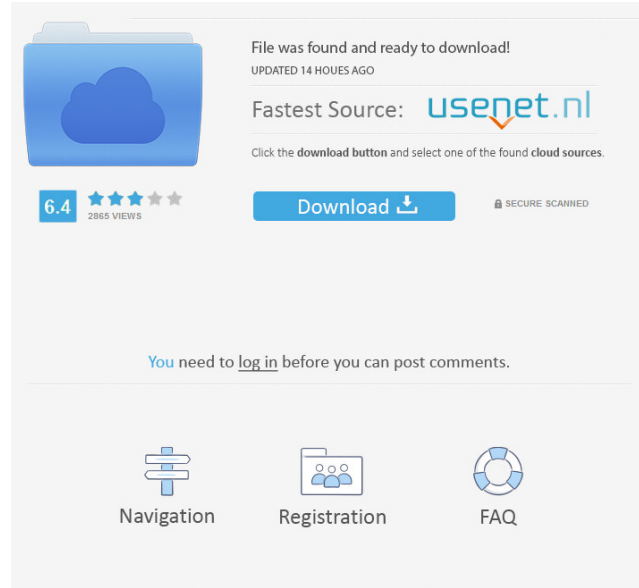 File was found and ready to download!
UPDATED 14 HOUES AGO
Fastest Source: usenet.nl
Click the download button and select one of the found cloud sources.
6.4
2865 VIEWS
Download
SECURE SCANNED
You need to log in before you can post comments.
Navigation
Registration
FAQ